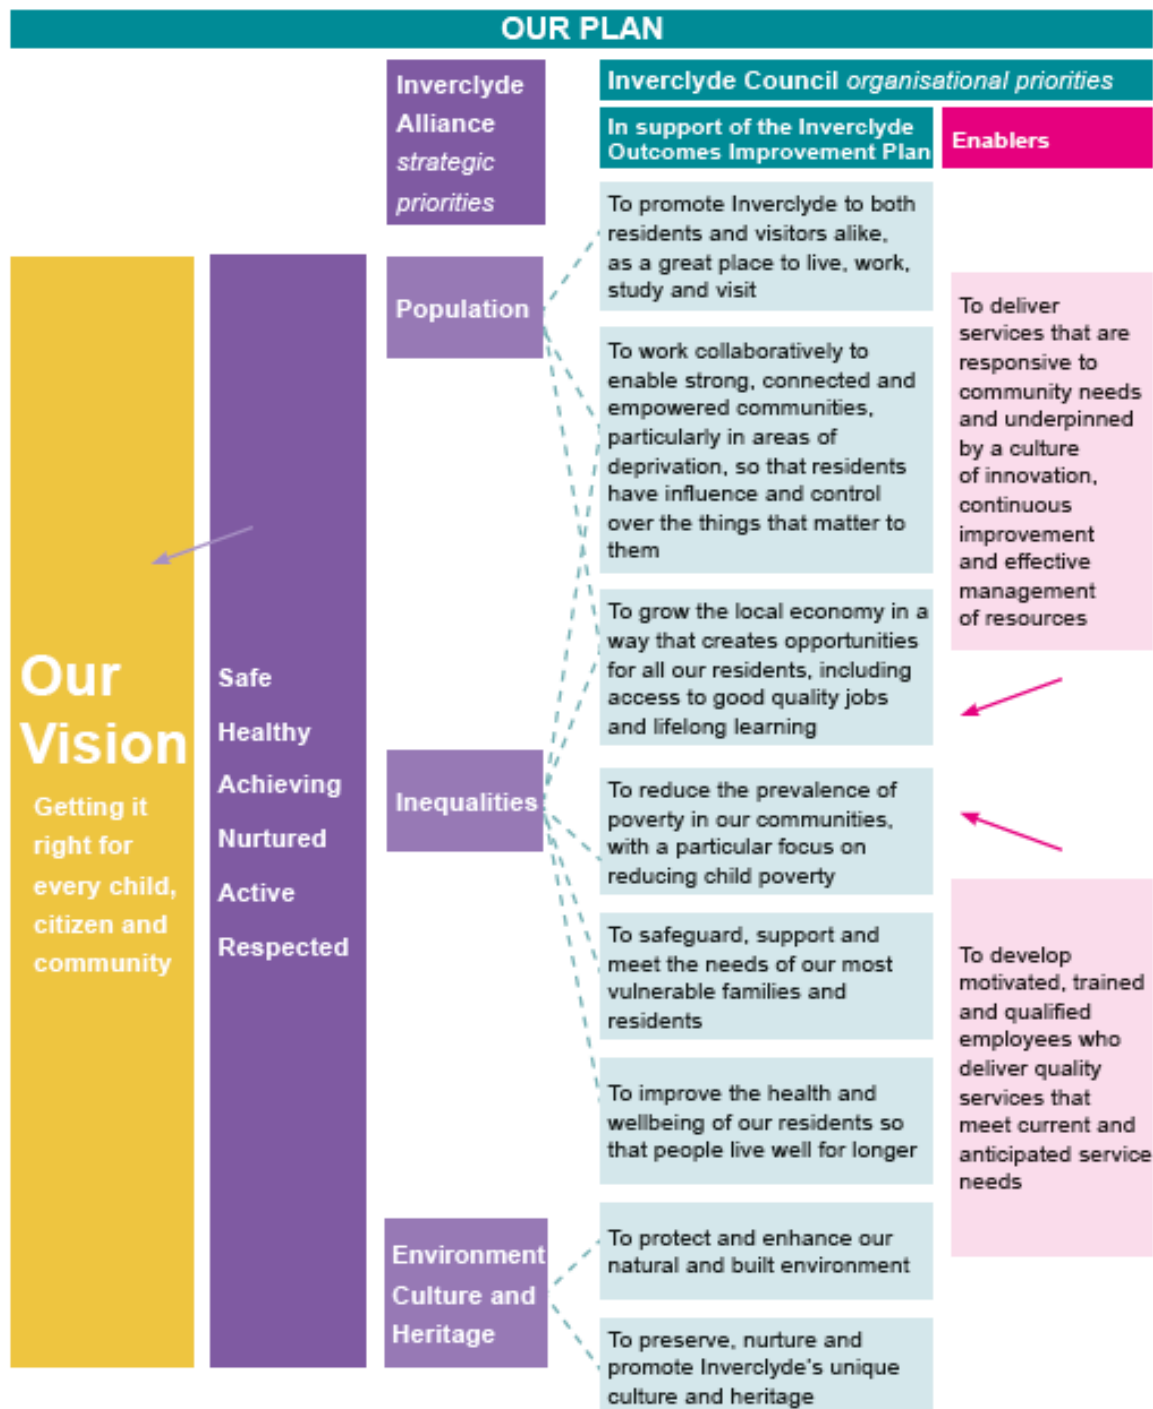 OUR PLAN
Inverclyde
Alliance
strategic
priorities
Inverclyde Council organisational priorities
In support of the Inverclyde
Outcomes Improvement Plan
Enablers
Our
Vision
Getting it
right for
every child,
citizen and
community
Safe
Healthy
Achieving
Nurtured
Active
Respected
Population
Inequalities
Environment
Culture and
Heritage
To promote Inverclyde to both
residents and visitors alike,
as a great place to live, work,
study and visit
To work collaboratively to
enable strong, connected and
empowered communities,
particularly in areas of
deprivation, so that residents
have influence and control
over the things that matter to
them
To grow the local economy in a
way that creates opportunities
for all our residents, including
access to good quality jobs
and lifelong learning
To reduce the prevalence of
poverty in our communities,
with a particular focus on
reducing child poverty
To safeguard, support and
meet the needs of our most
vulnerable families and
residents
To improve the health and
wellbeing of our residents so
that people live well for longer
To protect and enhance our
natural and built environment
To preserve, nurture and
promote Inverclyde's unique
culture and heritage
To deliver
services that are
responsive to
community needs
and underpinned
by a culture
of innovation,
continuous
improvement
and effective
management
of resources
To develop
motivated, trained
and qualified
employees who
deliver quality
services that
meet current and
anticipated service
needs